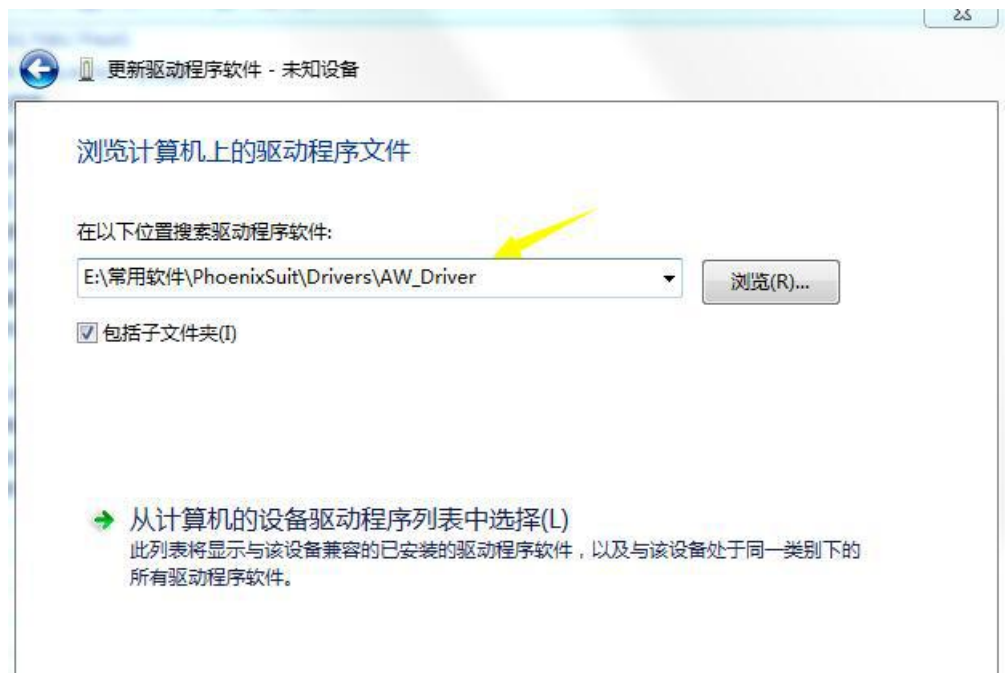 更新驱动程序软件 - 未知设备
浏览计算机上的驱动程序文件
在以下位置搜索驱动程序软件:
E:\常用软件\PhoenixSuit\Drivers\AW_Driver
浏览(R)...
包括子文件夹(I)
从计算机的设备驱动程序列表中选择(L)
此列表将显示与该设备兼容的已安装的驱动程序软件，以及与该设备处于同一类别下的
所有驱动程序软件。